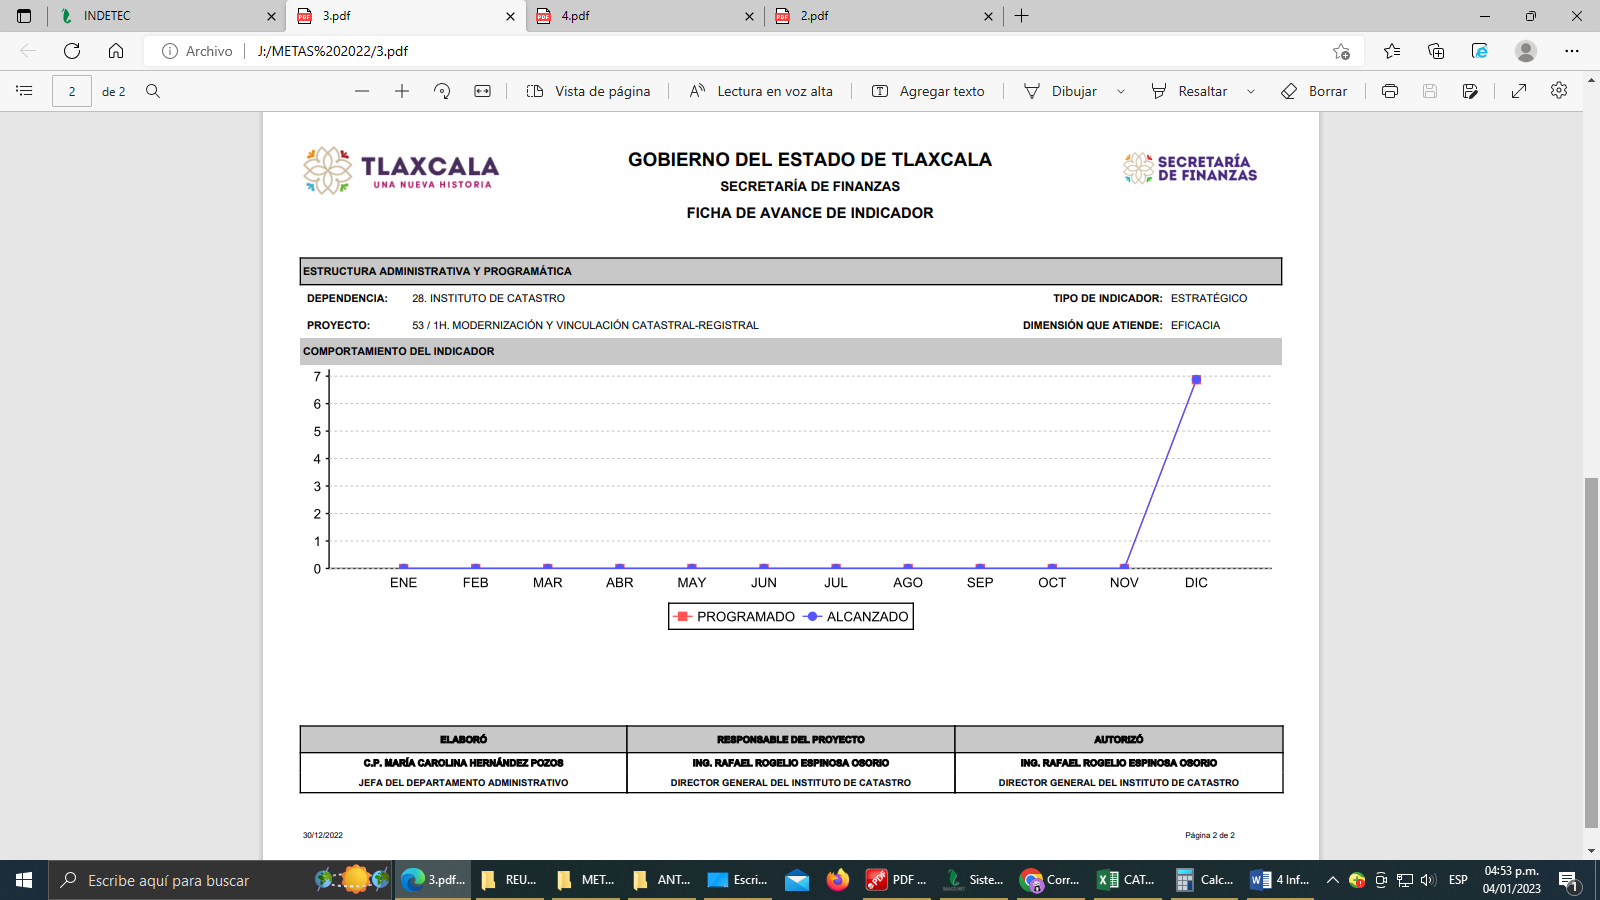 INDETEC
3.pdf
4.pdf
2.pdf
Archivo
J:/METAS%202022/3.pdf
2 de 2
Vista de página
Lectura en voz alta
Agregar texto
Dibujar
Resaltar
Borrar
TLAXCALA
UNA NUEVA HISTORIA
GOBIERNO DEL ESTADO DE TLAXCALA
SECRETARÍA DE FINANZAS
FICHA DE AVANCE DE INDICADOR
SECRETARÍA
DE FINANZAS
ESTRUCTURA ADMINISTRATIVA Y PROGRAMÁTICA
DEPENDENCIA: 28. INSTITUTO DE CATASTRO TIPO DE INDICADOR: ESTRATÉGICO
PROYECTO: 53 / 1H. MODERNIZACIÓN Y VINCULACIÓN CATASTRAL-REGISTRAL DIMENSIÓN QUE ATIENDE: EFICACIA
COMPORTAMIENTO DEL INDICADOR
7
6
5
4
3
2
1
0
ENE FEB MAR ABR MAY JUN JUL AGO SEP OCT NOV DIC
PROGRAMADO ALCANZADO
ELABORÓ RESPONSABLE DEL PROYECTO AUTORIZÓ
C.P. MARÍA CAROLINA HERNÁNDEZ POZOS ING. RAFAEL ROGELIO ESPINOSA OSORIO ING. RAFAEL ROGELIO ESPINOSA OSORIO
JEFA DEL DEPARTAMENTO ADMINISTRATIVO DIRECTOR GENERAL DEL INSTITUTO DE CATASTRO DIRECTOR GENERAL DEL INSTITUTO DE CATASTRO
30/12/2022 Página 2 de 2
Escribe aquí para buscar
3.pdf...
REU...
MET...
ANT...
Escri...
PDF ...
Siste...
Corr...
CAT...
Calc...
4 Inf...
ESP
04:53 p.m.
04/01/2023
1